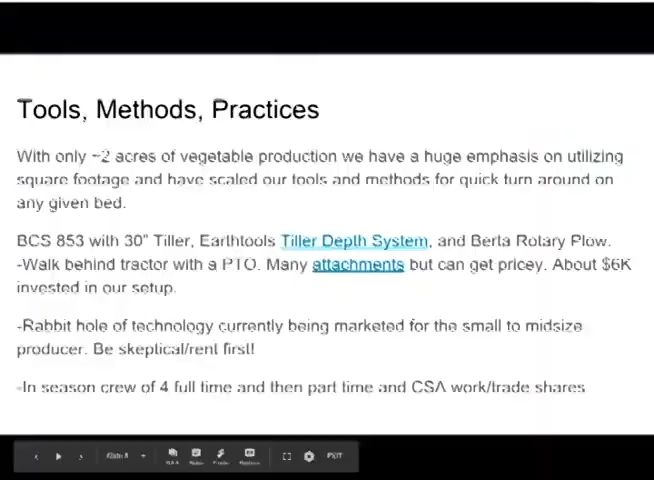 Tools, Methods, Practices
With only ~2 acres of vegetable production we have a huge emphasis on utilizing
square footage and have scaled our tools and methods for quick turn around on
any given bed.
BCS 853 with 30" Tiller, Earthtools Tiller Depth System, and Berta Rotary Plow.
-Walk behind tractor with a PTO. Many attachments but can get pricey. About $6K
invested in our setup.
-Rabbit hole of technology currently being marketed for the small to midsize
producer. Be skeptical/rent first!
-In season crew of 4 full time and then part time and CSA work/trade shares
EXIT